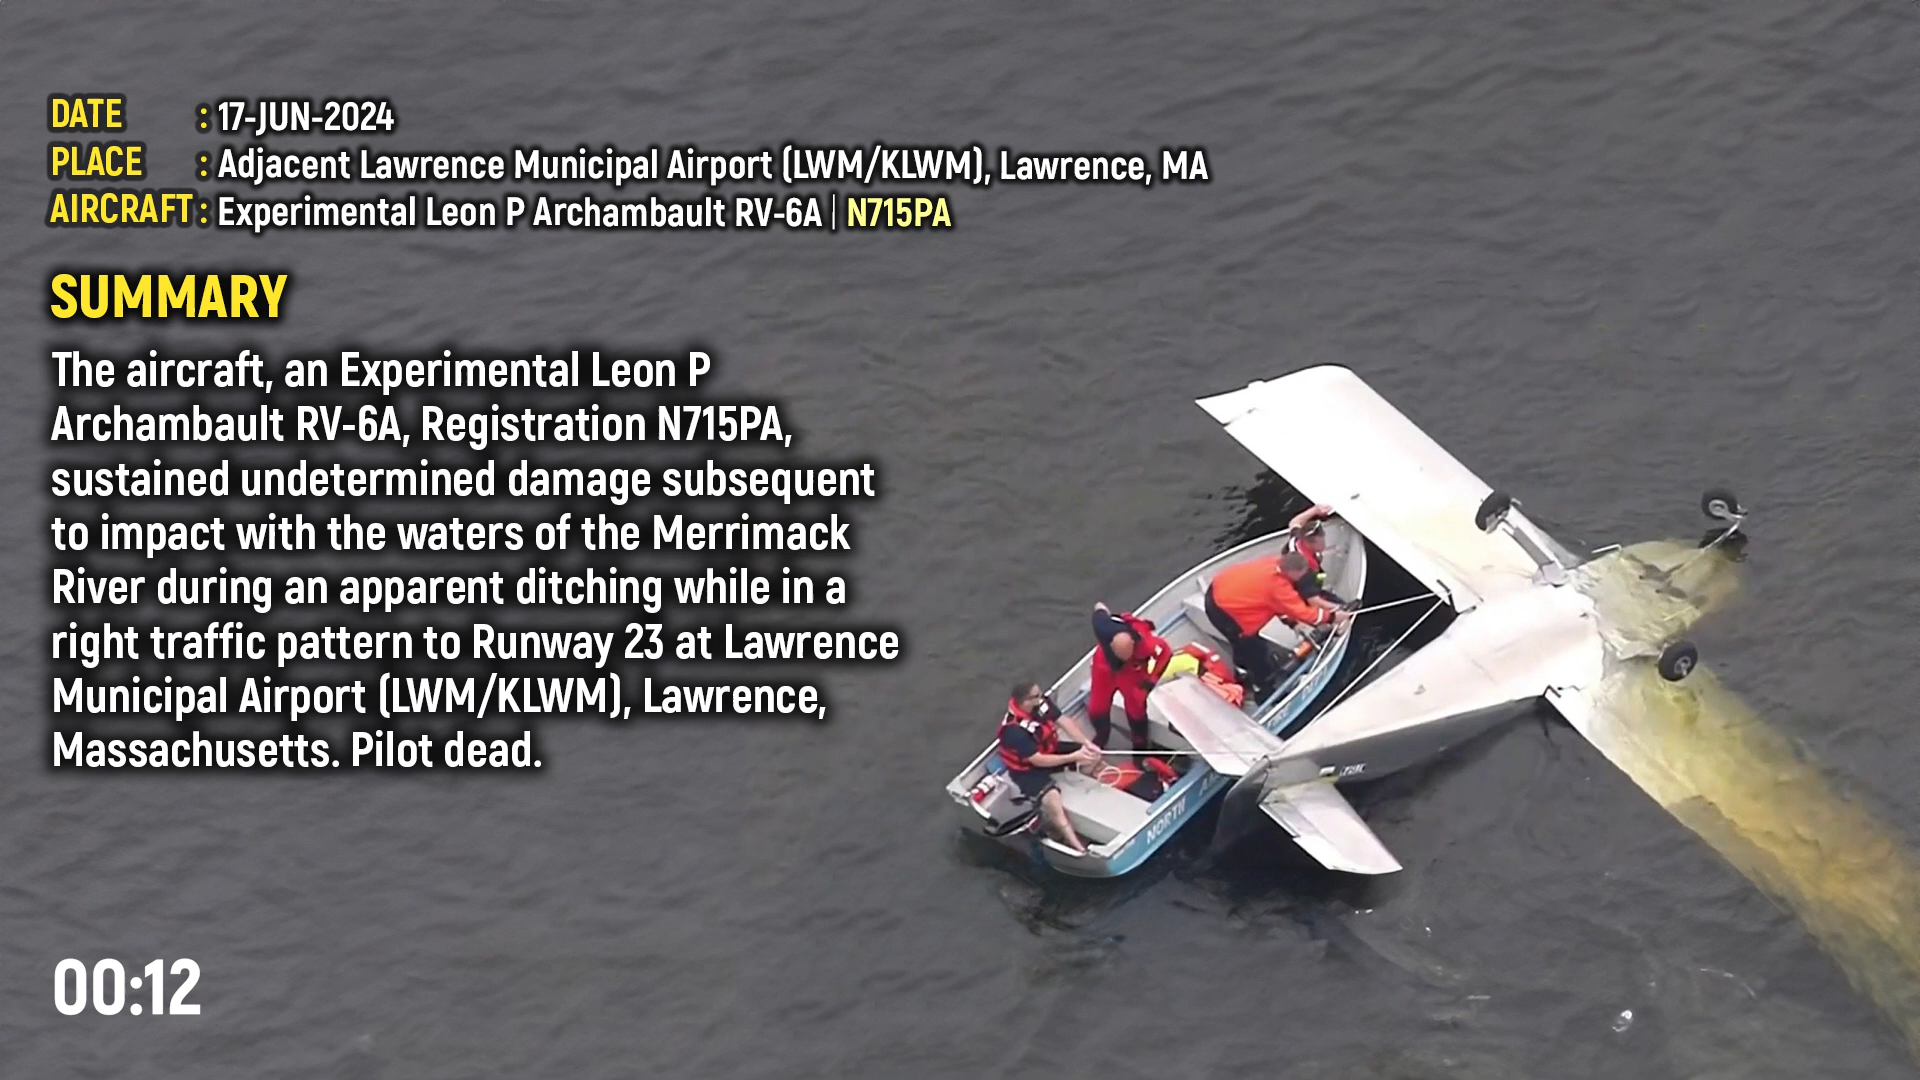 DATE : 17-JUN-2024
PLACE : Adjacent Lawrence Municipal Airport (LWM/KLWM), Lawrence, MA
AIRCRAFT : Experimental Leon P Archambault RV-6A | N715PA
SUMMARY
The aircraft, an Experimental Leon P
Archambault RV-6A, Registration N715PA,
sustained undetermined damage subsequent
to impact with the waters of the Merrimack
River during an apparent ditching while in a
right traffic pattern to Runway 23 at Lawrence
Municipal Airport (LWM/KLWM), Lawrence,
Massachusetts. Pilot dead.
NORTH
00:12